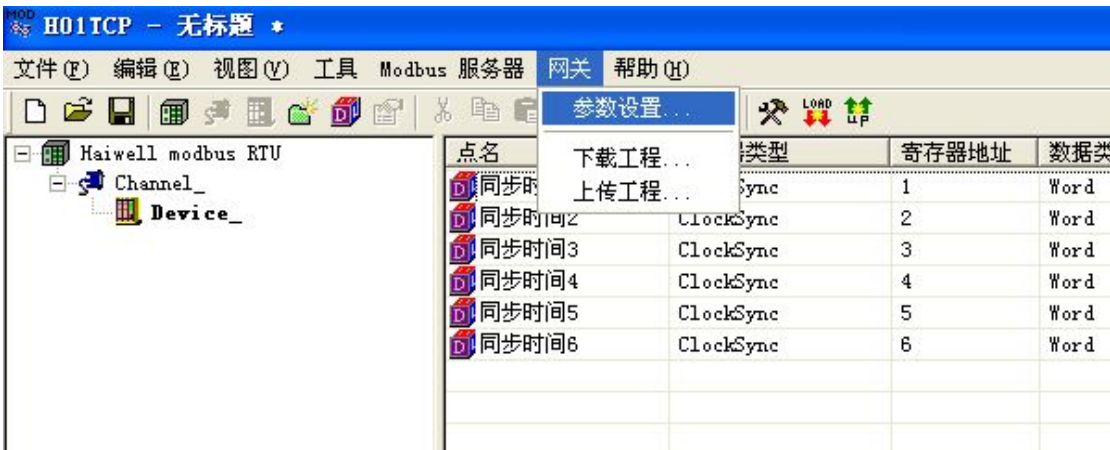 MOD
H01TCP - 无标题 *
文件(F) 编辑(E) 视图(V) 工具 Modbus 服务器 网关 帮助(H)
参数设置...
下载工程...
上传工程...
LOAD UP
Haiwell modbus RTU
Channel_
Device_
点名 类型 寄存器地址 数据类
同步时 Sync 1 Word
同步时间2 ClockSync 2 Word
同步时间3 ClockSync 3 Word
同步时间4 ClockSync 4 Word
同步时间5 ClockSync 5 Word
同步时间6 ClockSync 6 Word